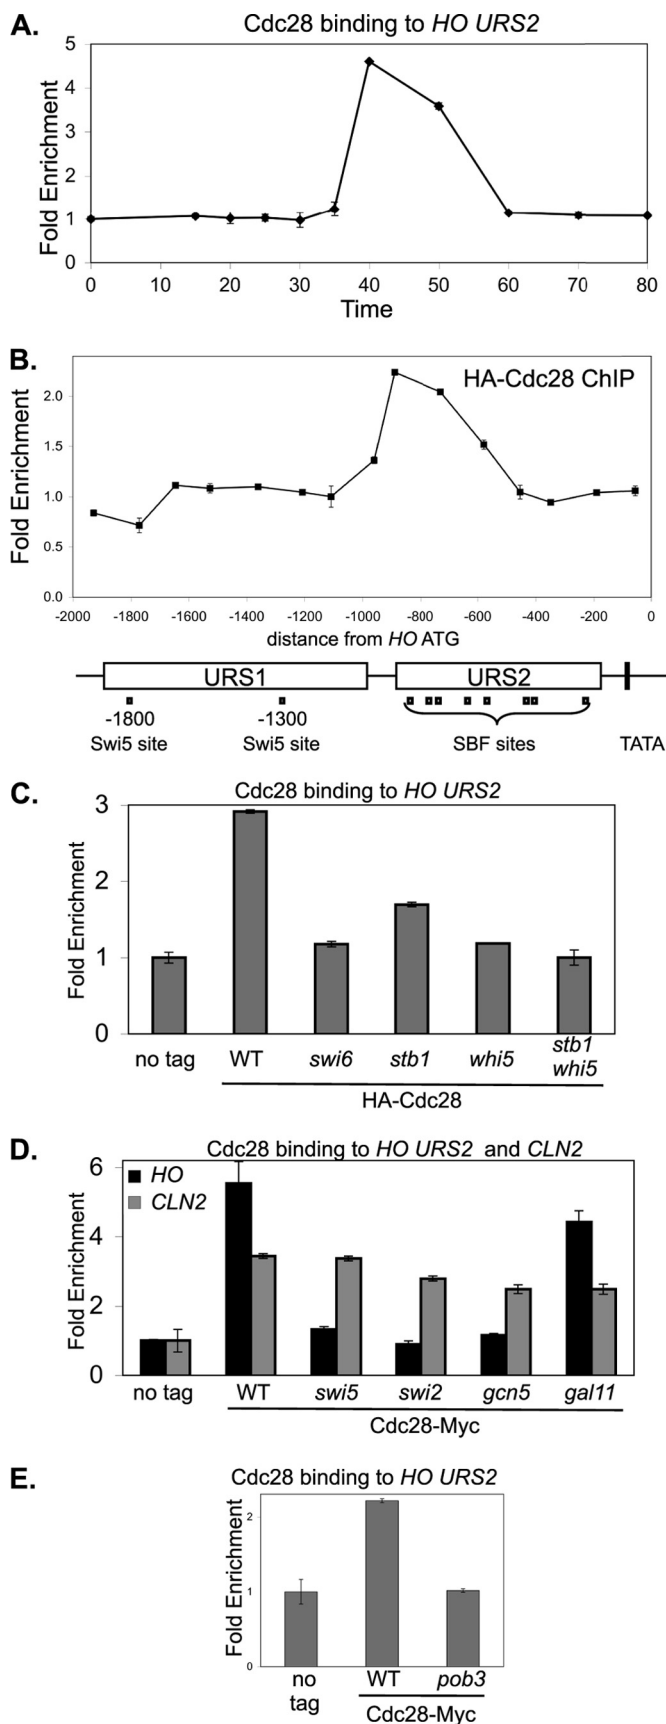 A.
Cdc28 binding to HO URS2
Fold Enrichment
5
4
3
2
1
0
0 10 20 30 40 50 60 70 80
Time
B.
HA-Cdc28 ChIP
Fold Enrichment
2.0
1.5
1.0
0.5
0.0
-2000 -1800 -1600 -1400 -1200 -1000 -800 -600 -400 -200 0
distance from HO ATG
URS1 URS2
-1800 -1300
Swi5 site Swi5 site SBF sites TATA
C.
Cdc28 binding to HO URS2
Fold Enrichment
3
2
1
0
no tag WT swi6 stb1 whi5 stb1 whi5
HA-Cdc28
D.
Cdc28 binding to HO URS2 and CLN2
HO
CLN2
Fold Enrichment
6
4
2
0
no tag WT swi5 swi2 gcn5 gal11
Cdc28-Myc
E.
Cdc28 binding to HO URS2
Fold Enrichment
2
1
0
no tag WT pob3
Cdc28-Myc